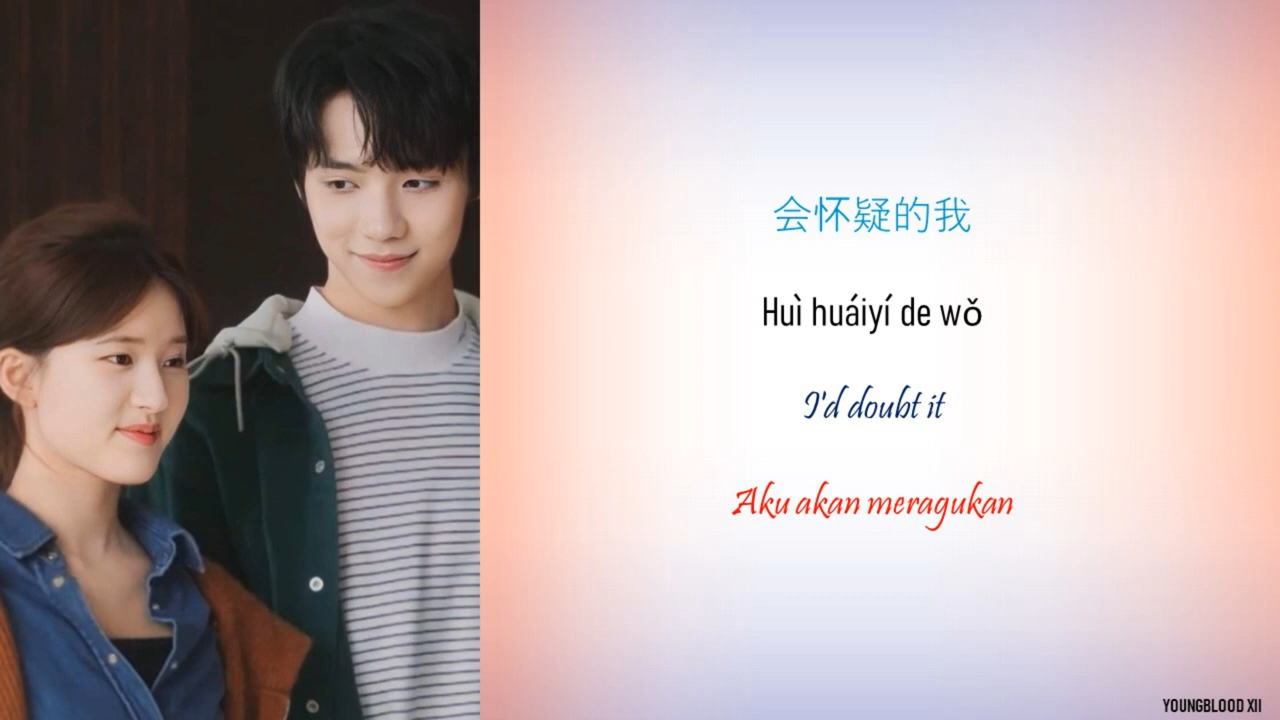 会怀疑的我
Huì huáiyí de wǒ
I'd doubt it
Aku akan meragukan
YOUNGBLOOD XII